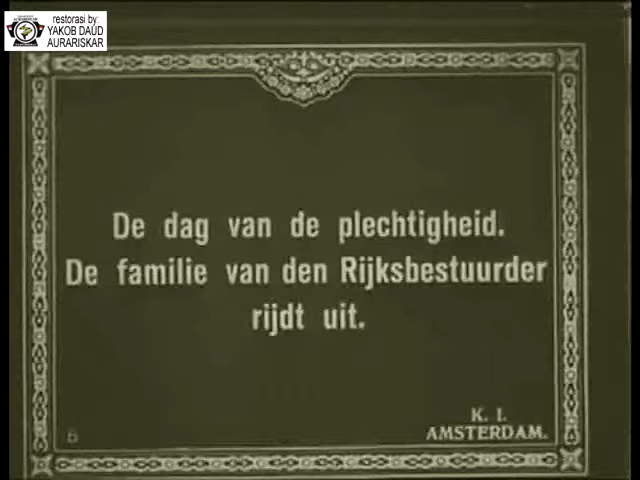 restorasi by:
YAKOB DAUD
AURARISKAR
De dag van de plechtigheid.
De familie van den Rijksbestuurder
rijdt uit.
6
K. I.
AMSTERDAM.